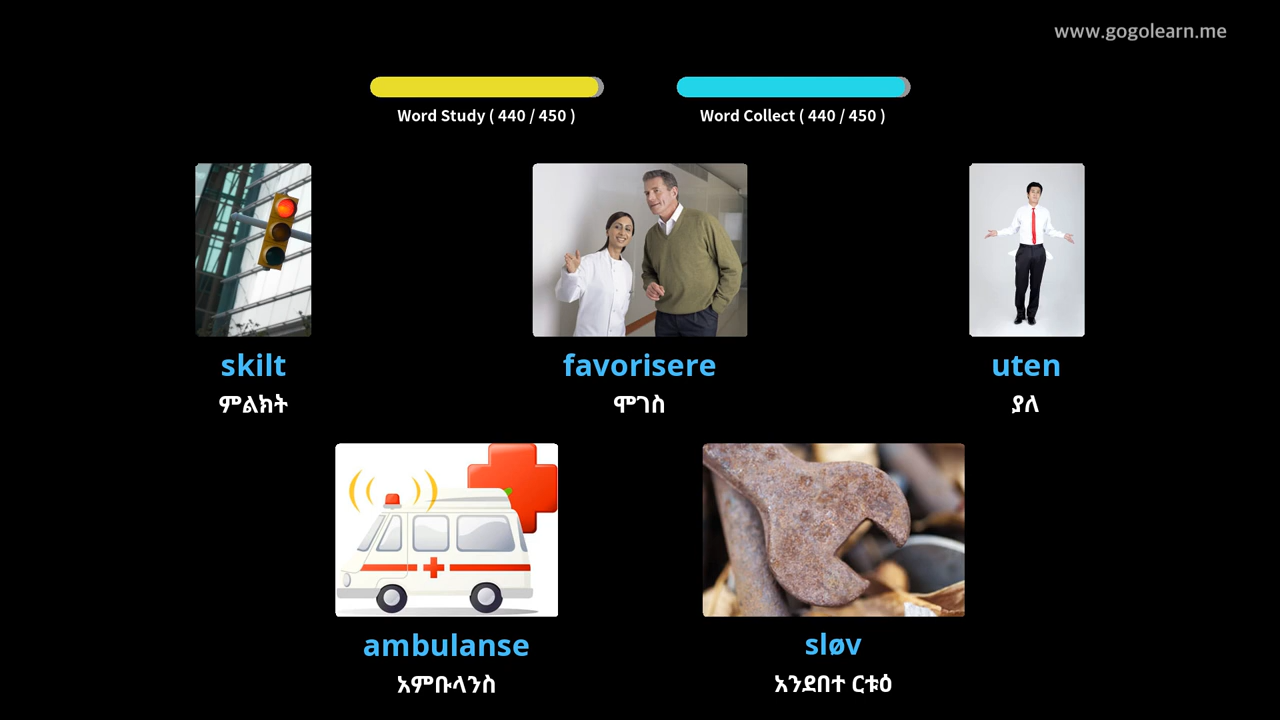 www.gogolearn.me
Word Study ( 440 / 450 )
Word Collect ( 440 / 450 )
skilt
ምልክት
favorisere
ሞገስ
uten
ያለ
ambulanse
አምቡላንስ
sløv
አንደበተ ርቱዕ